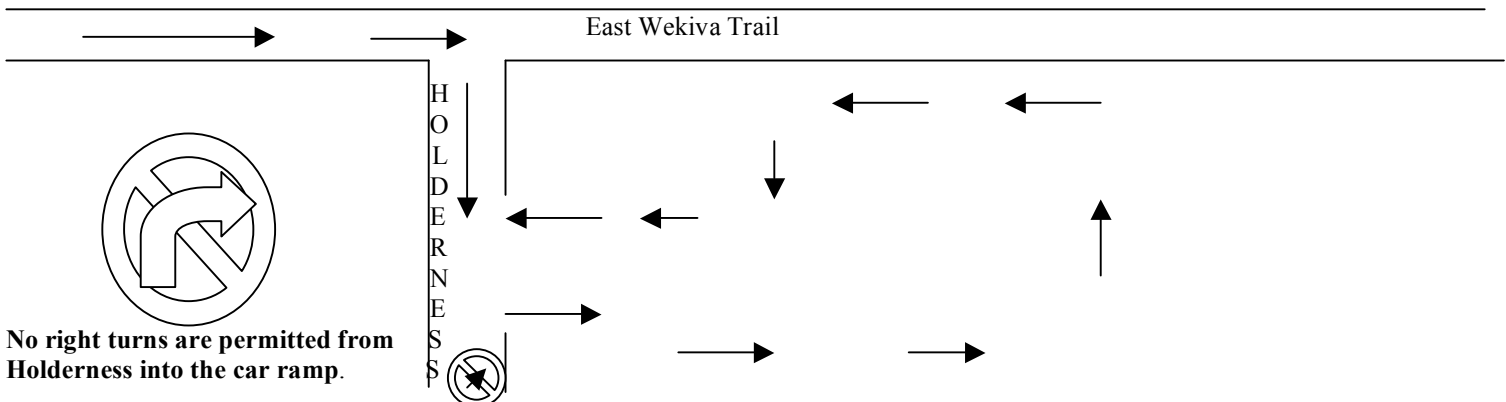 East Wekiva Trail
HOLDERNESS
No right turns are permitted from
Holderness into the car ramp.